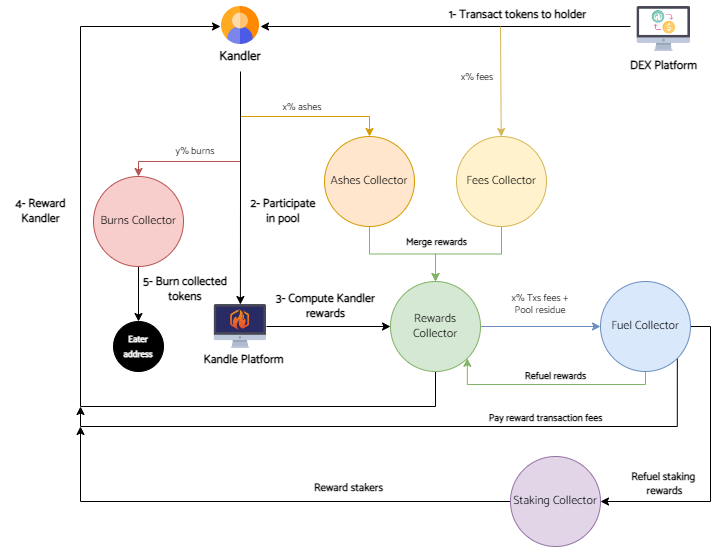 1- Transact tokens to holder
Kandler
DEX Platform
x% fees
x% ashes
y% burns
4- Reward
Kandler
2- Participate
in pool
Ashes Collector
Fees Collector
Burns Collector
Merge rewards
5- Burn collected
tokens
3- Compute Kandler
rewards
x% Txs fees +
Pool residue
Rewards
Collector
Fuel Collector
Eater
address
Kandle Platform
Refuel rewards
Pay reward transaction fees
Refuel staking
rewards
Reward stakers
Staking Collector